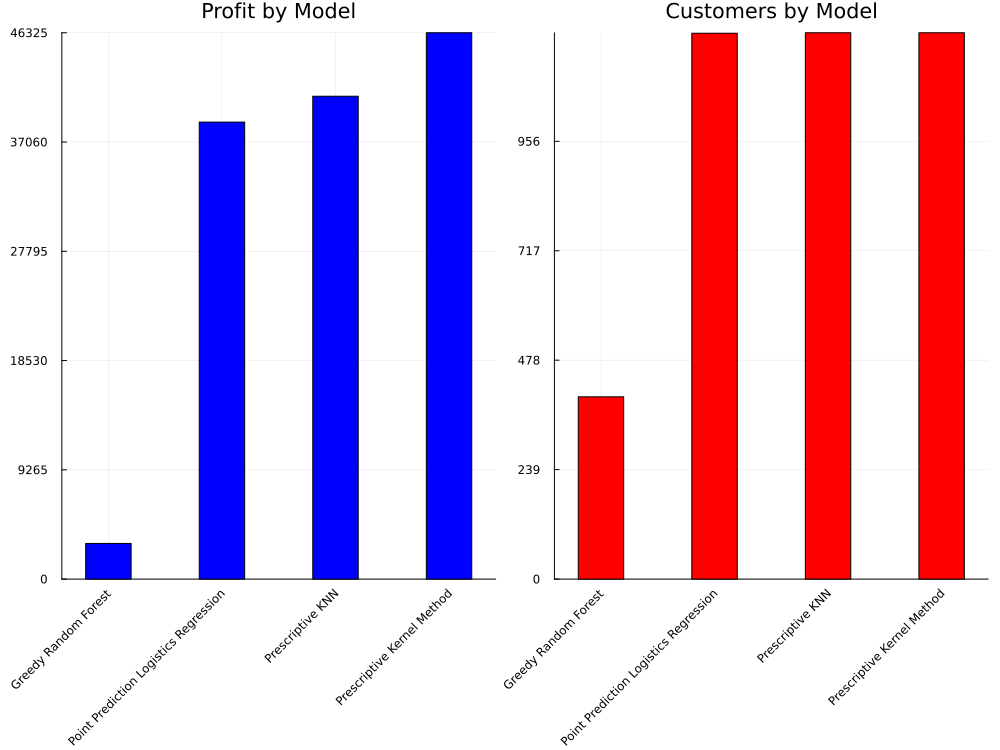 Profit by Model
46325
37060
27795
18530
9265
0
Greedy Random Forest
Point Prediction Logistics Regression
Prescriptive KNN
Prescriptive Kernel Method
Customers by Model
956
717
478
239
0
Greedy Random Forest
Point Prediction Logistics Regression
Prescriptive KNN
Prescriptive Kernel Method